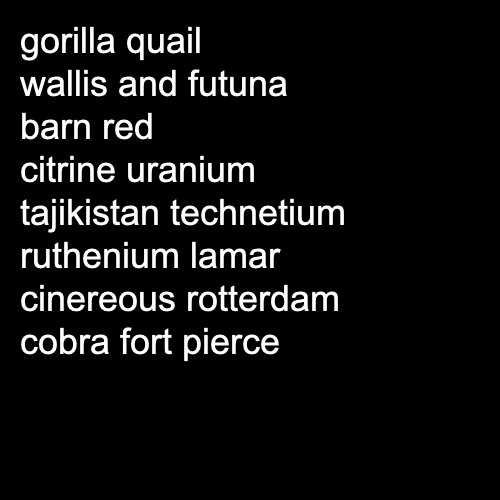 gorilla quail
wallis and futuna
barn red
citrine uranium
tajikistan technetium
ruthenium lamar
cinereous rotterdam
cobra fort pierce